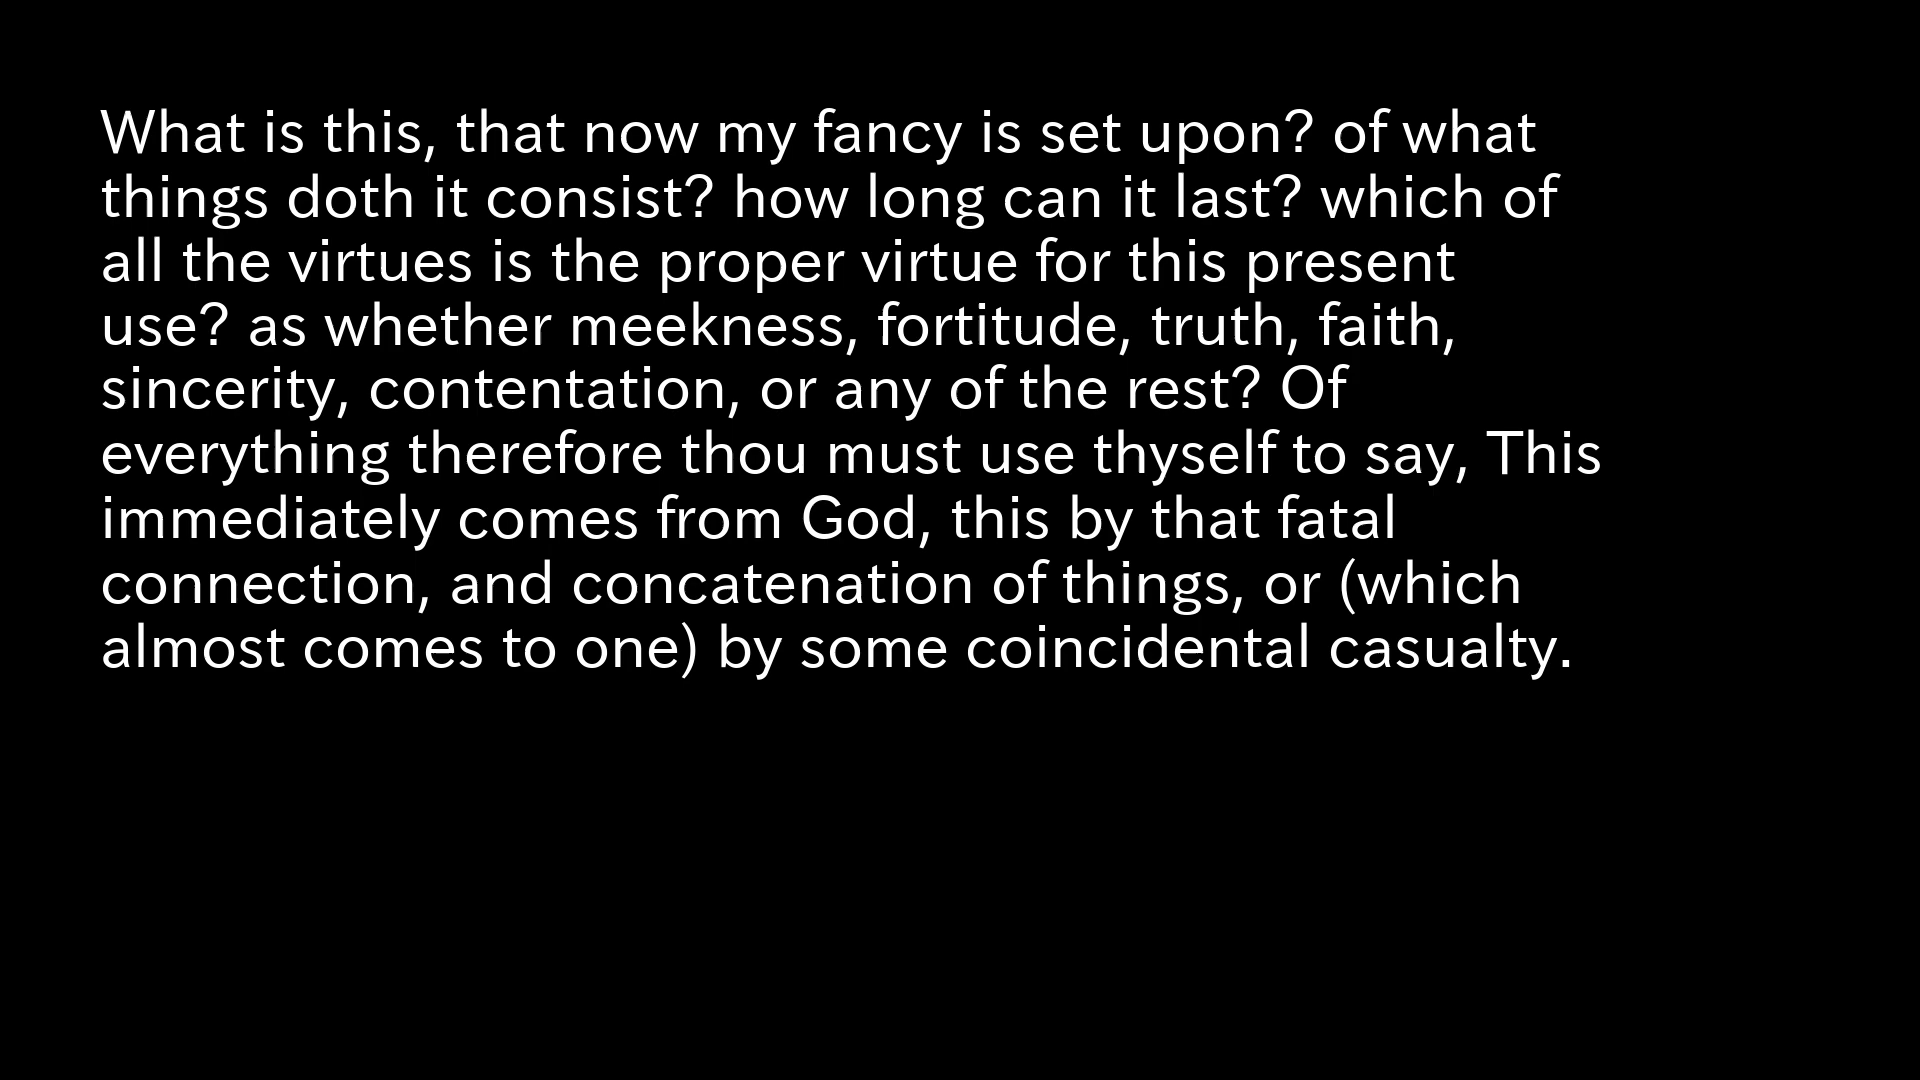 What is this, that now my fancy is set upon? of what
things doth it consist? how long can it last? which of
all the virtues is the proper virtue for this present
use? as whether meekness, fortitude, truth, faith,
sincerity, contentation, or any of the rest? Of
everything therefore thou must use thyself to say, This
immediately comes from God, this by that fatal
connection, and concatenation of things, or (which
almost comes to one) by some coincidental casualty.